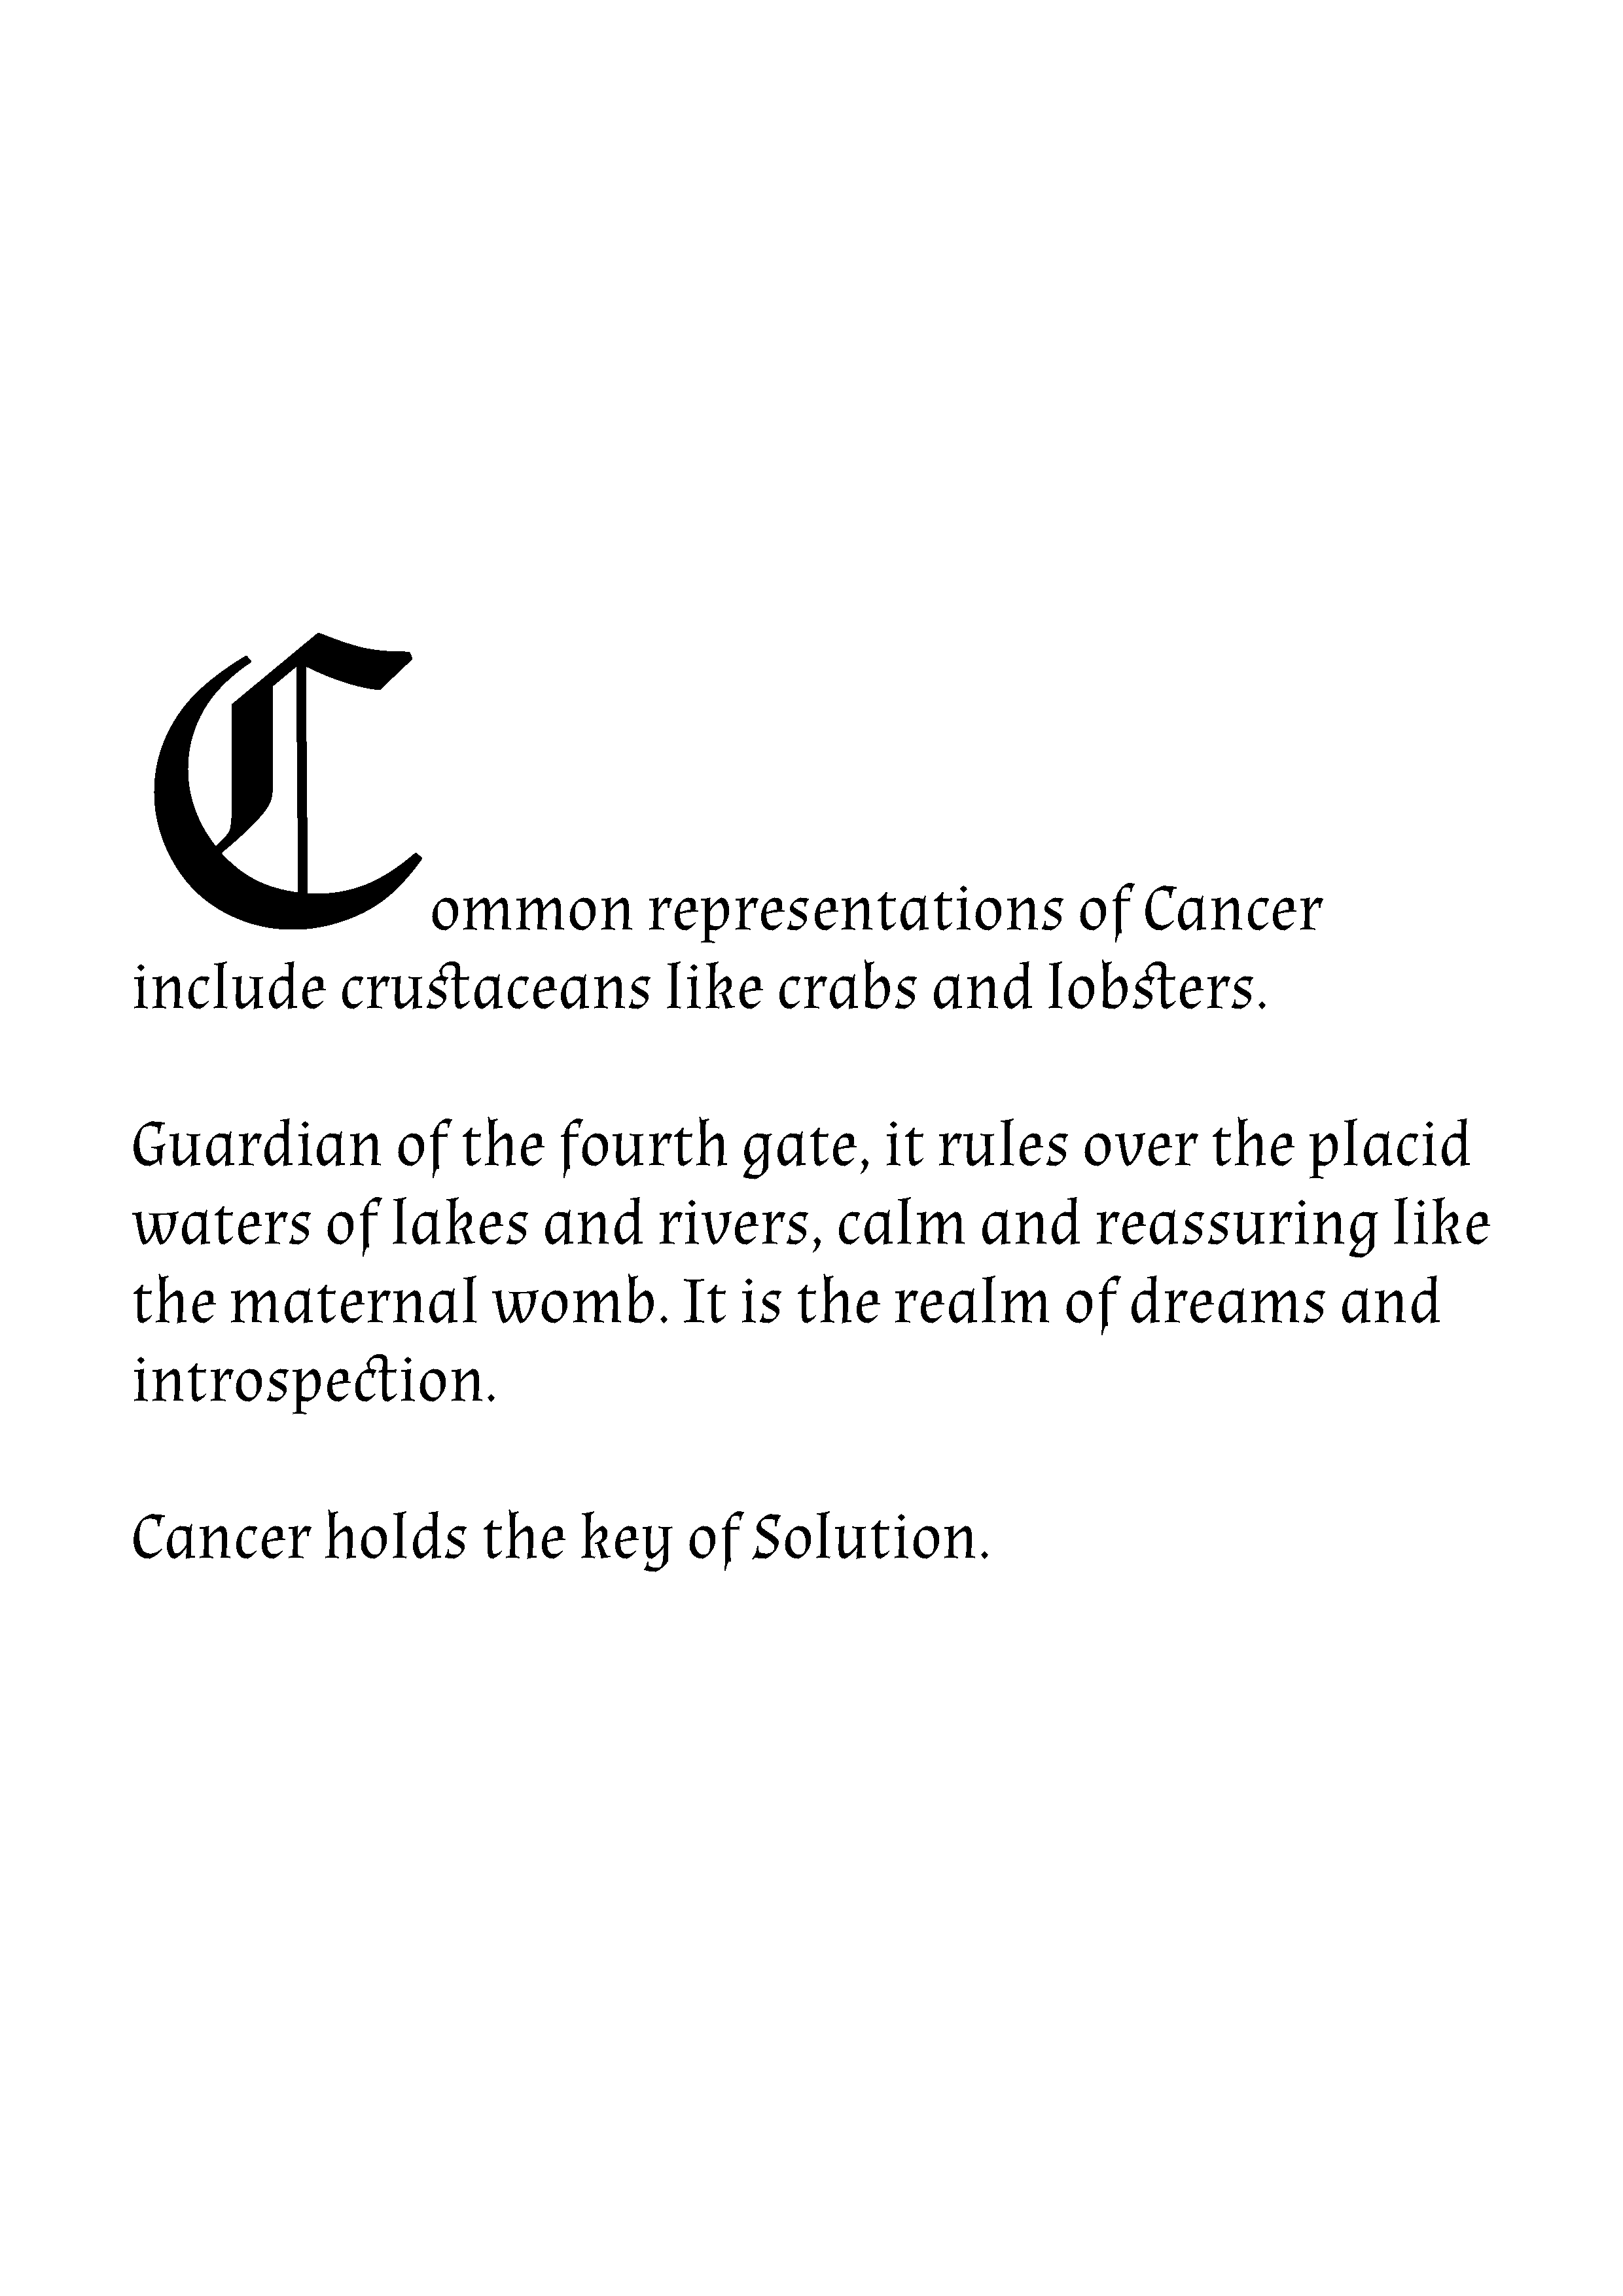 Common representations of Cancer
include crustaceans like crabs and lobsters.
Guardian of the fourth gate, it rules over the placid
waters of lakes and rivers, calm and reassuring like
the maternal womb. It is the realm of dreams and
introspection.
Cancer holds the key of Solution.